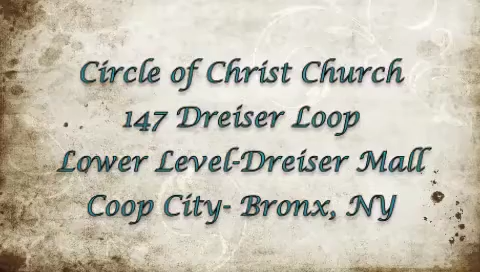 Circle of Christ Church
147 Dreiser Loop
Lower Level-Dreiser Mall
Coop City- Bronx, NY